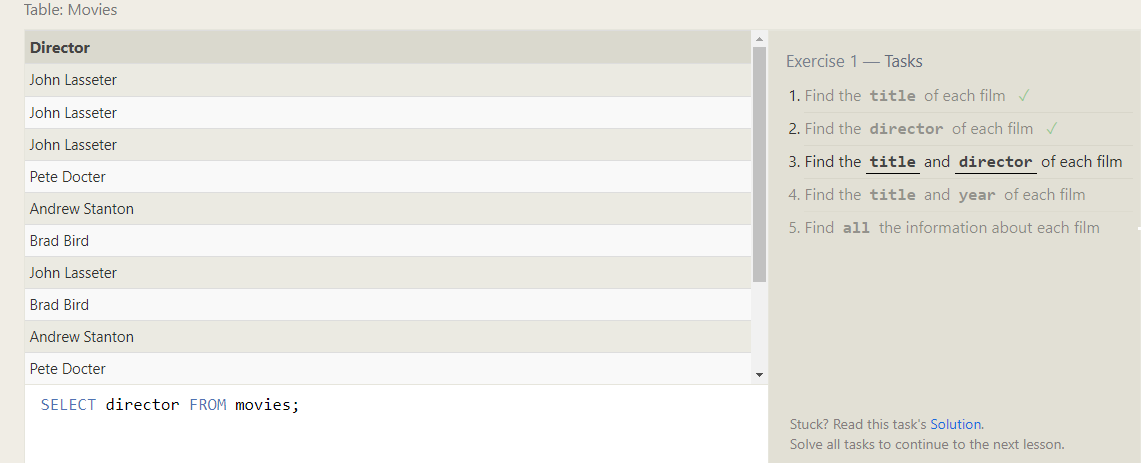 Table: Movies
Director
John Lasseter
John Lasseter
John Lasseter
Pete Docter
Andrew Stanton
Brad Bird
John Lasseter
Brad Bird
Andrew Stanton
Pete Docter
SELECT director FROM movies;
Exercise 1 — Tasks
1. Find the title of each film ✓
2. Find the director of each film ✓
3. Find the title and director of each film
4. Find the title and year of each film
5. Find all the information about each film
Stuck? Read this task's Solution.
Solve all tasks to continue to the next lesson.